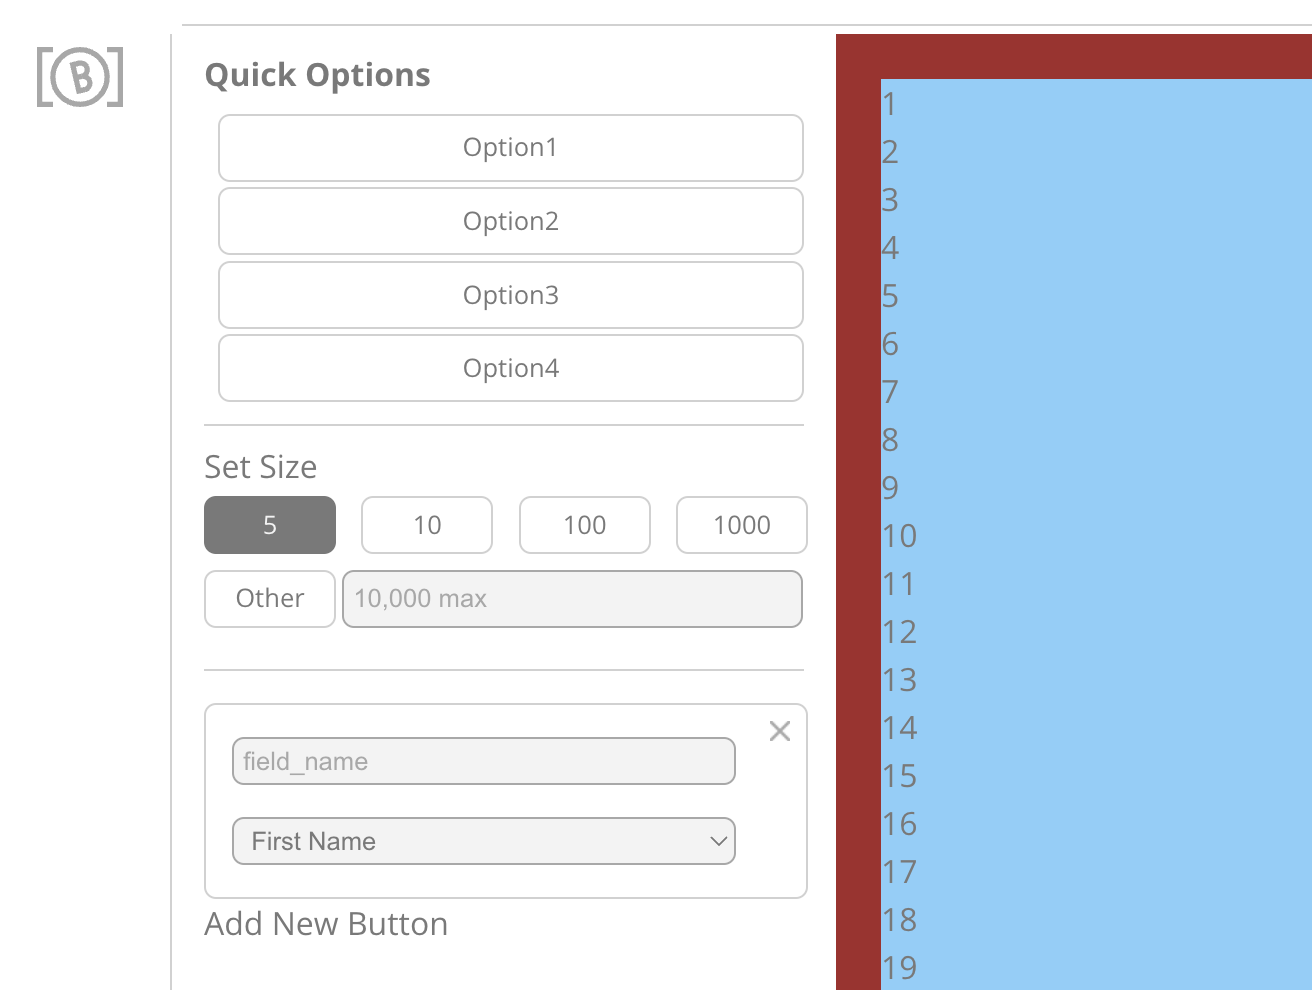 [B]
Quick Options
Option1
Option2
Option3
Option4
Set Size
5 10 100 1000
Other 10,000 max
field_name
First Name
Add New Button
1
2
3
4
5
6
7
8
9
10
11
12
13
14
15
16
17
18
19